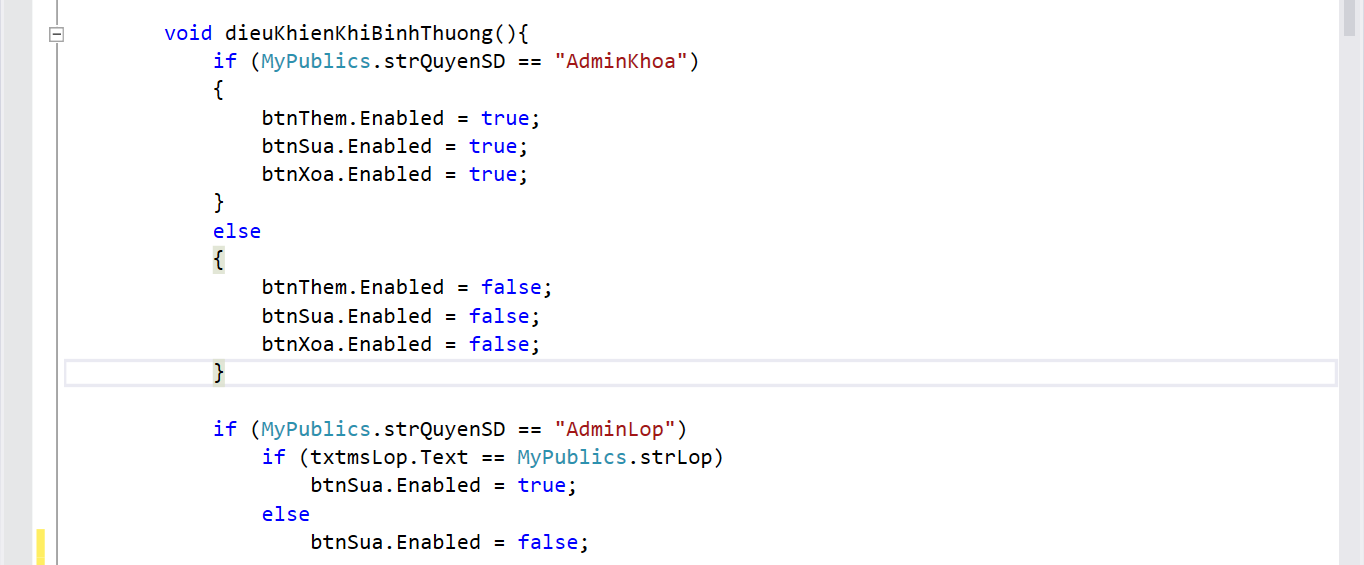 void dieuKhienKhiBinhThuong(){
if (MyPublics.strQuyenSD == "AdminKhoa")
{
btnThem.Enabled = true;
btnSua.Enabled = true;
btnXoa.Enabled = true;
}
else
{
btnThem.Enabled = false;
btnSua.Enabled = false;
btnXoa.Enabled = false;
}
if (MyPublics.strQuyenSD == "AdminLop")
if (txtmsLop.Text == MyPublics.strLop)
btnSua.Enabled = true;
else
btnSua.Enabled = false;